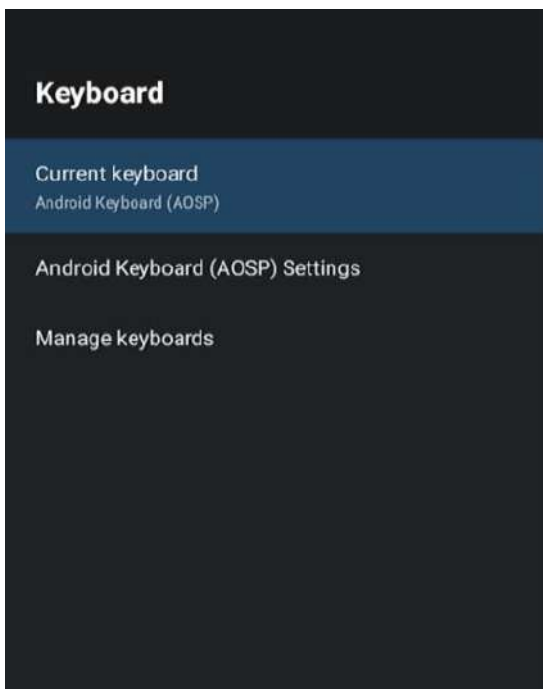 Keyboard
Current keyboard
Android Keyboard (AOSP)
Android Keyboard (AOSP) Settings
Manage keyboards